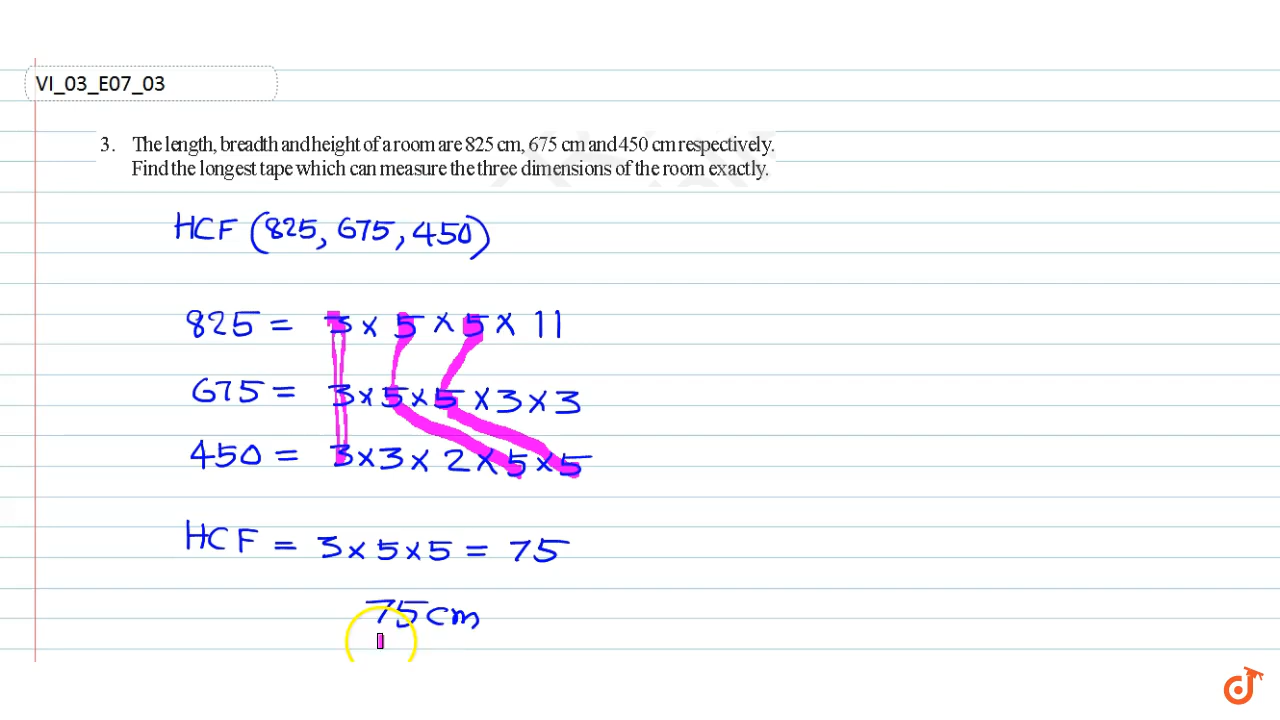 VI_03_E07_03
3. The length, breadth and height of a room are 825 cm, 675 cm and 450 cm respectively.
Find the longest tape which can measure the three dimensions of the room exactly.
HCF (825, 675, 450)
825 = 3 × 5 × 5 × 11
675 = 3 × 5 × 5 × 3 × 3
450 = 3 × 3 × 2 × 5 × 5
HCF = 3 × 5 × 5 = 75
75 cm